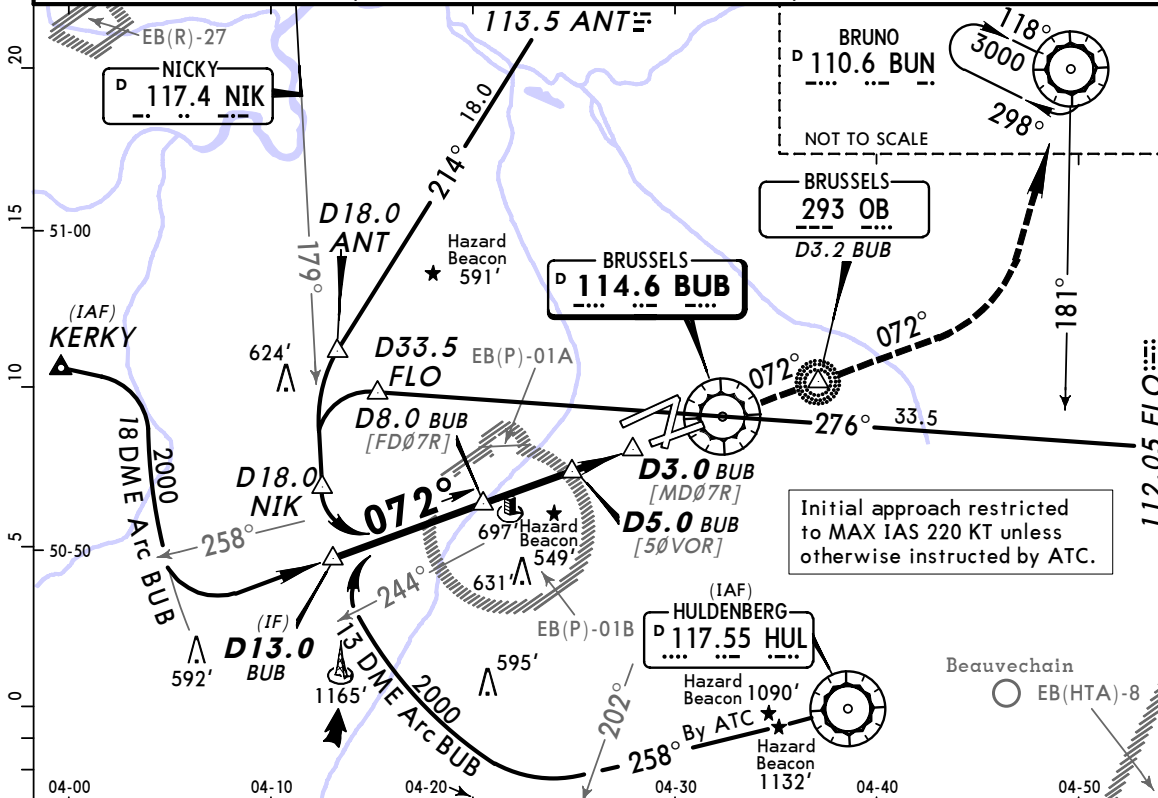 113.5 ANT
EB(R)-27
NICKY
D 117.4 NIK
BRUNO
D 110.6 BUN
118°
3000
298°
NOT TO SCALE
20
15
10
5
0
18.0
214°
179°
D18.0
ANT
51-00
Hazard
Beacon
591'
BRUSSELS
293 OB
D3.2 BUB
BRUSSELS
D 114.6 BUB
181°
(IAF)
KERKY
624'
D33.5
FLO
EB(P)-01A
072°
072°
D8.0 BUB
[FDØ7R]
276°
33.5
112.05 FLO
18 DME Arc BUB
2000
D18.0
NIK
072°
D3.0 BUB
[MDØ7R]
D5.0 BUB
[5ØVOR]
697'
Hazard
Beacon
549'
631'
Initial approach restricted
to MAX IAS 220 KT unless
otherwise instructed by ATC.
50-50
258°
244°
(IF)
D13.0
BUB
592'
1165'
EB(P)-01B
595'
13 DME Arc BUB
2000
(IAF)
HULDENBERG
D 117.55 HUL
202°
Hazard
Beacon
1090'
258° By ATC
Hazard
Beacon
1132'
Beauvechain
EB(HTA)-8
04-00
04-10
04-20
04-30
04-40
04-50